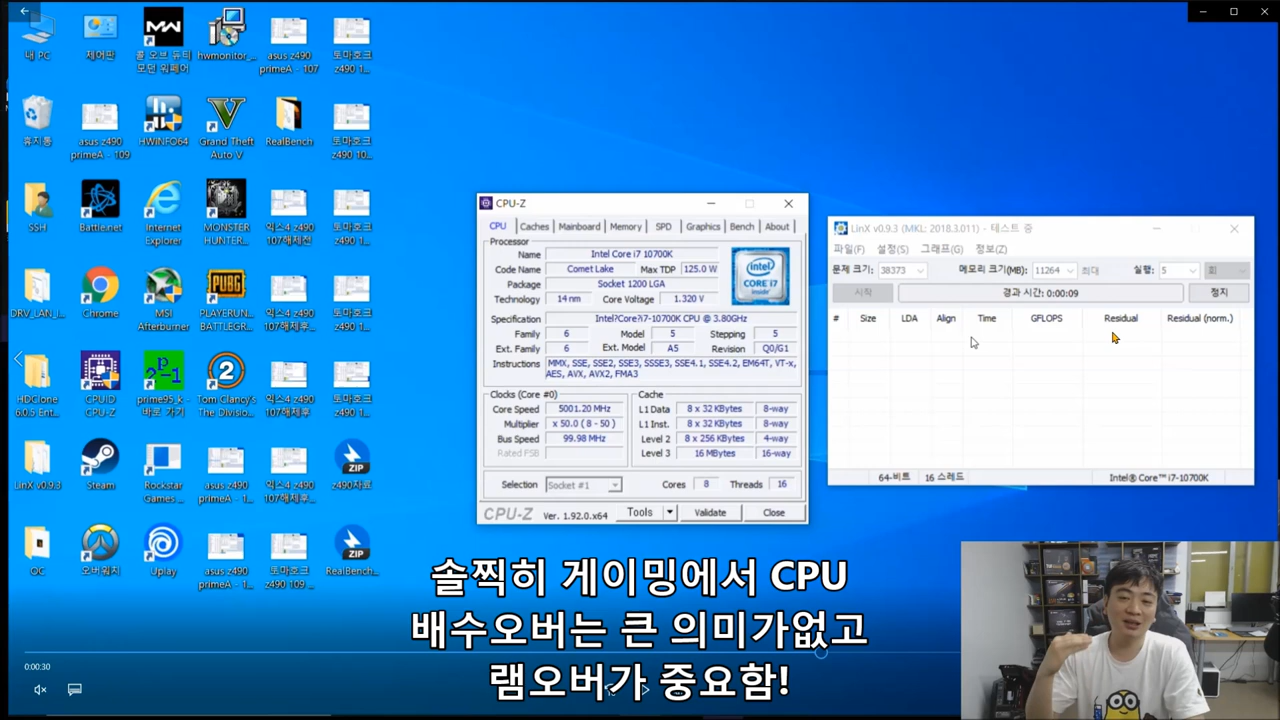 내 PC
제어판
콜 오브 듀티
모던 워페어
hwmonitor_...
asus z490
primeA - 107
토마호크
z490 1...
휴지통
asus z490
primeA - 109
HWINFO64
Grand Theft
Auto V
RealBench
토마호크
z490 10...
SSH
Battle.net
Internet
Explorer
MONSTER
HUNTER...
익스4 z490
107해제전
토마호크
z490 1...
DRV_LAN_I...
Chrome
MSI
Afterburner
PLAYERUN...
BATTLEGR...
익스4 z490
107해제...
토마호크
z490 1...
HDClone
6.0.5 Ent...
CPUID
CPU-Z
prime95_k -
바로 가기
Tom Clancy's
The Division...
익스4 z490
107해제후
토마호크
z490 1...
LinX v0.9.3
Steam
Rockstar
Games ...
asus z490
primeA - 1...
익스4 z490
107해제후...
z490자료
OC
오버워치
Uplay
asus z490
primeA - 1...
토마호크
z490 109 ...
RealBench...
CPU-Z
CPU Caches Mainboard Memory SPD Graphics Bench About
Processor
Name Intel Core i7 10700K
Code Name Comet Lake Max TDP 125.0 W
Package Socket 1200 LGA
Technology 14 nm Core Voltage 1.320 V
intel
CORE i7
inside
Specification Intel?Core?i7-10700K CPU @ 3.80GHz
Family 6 Model 5 Stepping 5
Ext. Family 6 Ext. Model A5 Revision Q0/G1
Instructions MMX, SSE, SSE2, SSE3, SSSE3, SSE4.1, SSE4.2, EM64T, VT-x,
AES, AVX, AVX2, FMA3
Clocks (Core #0)
Core Speed 5001.20 MHz
Multiplier x 50.0 ( 8 - 50 )
Bus Speed 99.98 MHz
Rated FSB
Cache
L1 Data 8 x 32 KBytes 8-way
L1 Inst. 8 x 32 KBytes 8-way
Level 2 8 x 256 KBytes 4-way
Level 3 16 MBytes 16-way
Selection Socket #1 Cores 8 Threads 16
CPU-Z Ver. 1.92.0.x64 Tools Validate Close
LinX v0.9.3 (MKL: 2018.3.011) - 테스트 중
파일(F) 설정(S) 그래프(G) 정보(Z)
문제 크기: 38373 메모리 크기(MB): 11264 최대 실행: 5 회
시작 경과 시간: 0:00:09 정지
# Size LDA Align Time GFLOPS Residual Residual (norm.)
64-비트 16 스레드 Intel® Core™ i7-10700K
솔찍히 게이밍에서 CPU
배수오버는 큰 의미가없고
램오버가 중요함!
0:00:30